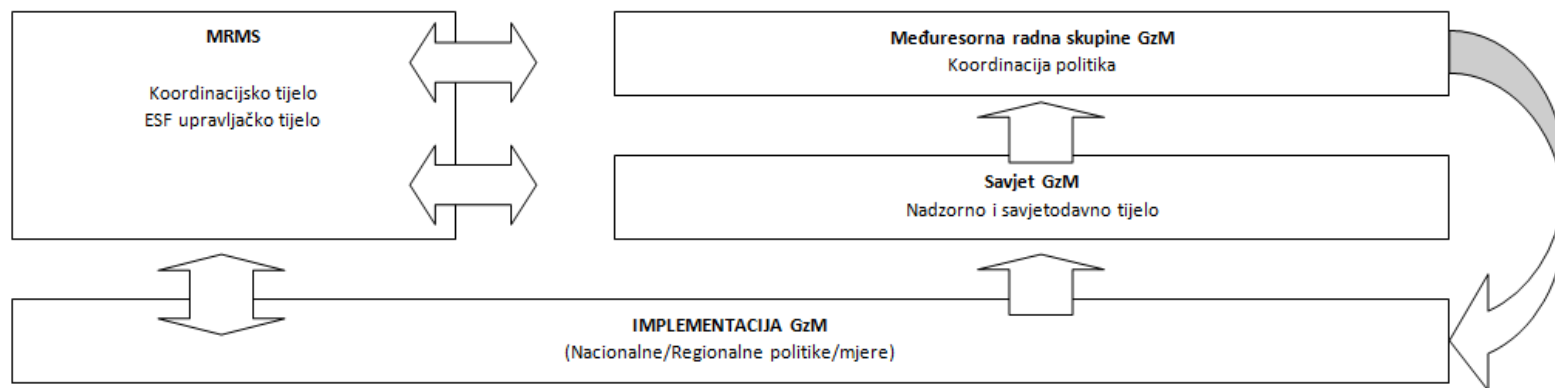 MRMS
Koordinacijsko tijelo
ESF upravljačko tijelo
Međuresorna radna skupine GzM
Koordinacija politika
Savjet GzM
Nadzorno i savjetodavno tijelo
IMPLEMENTACIJA GzM
(Nacionalne/Regionalne politike/mjere)